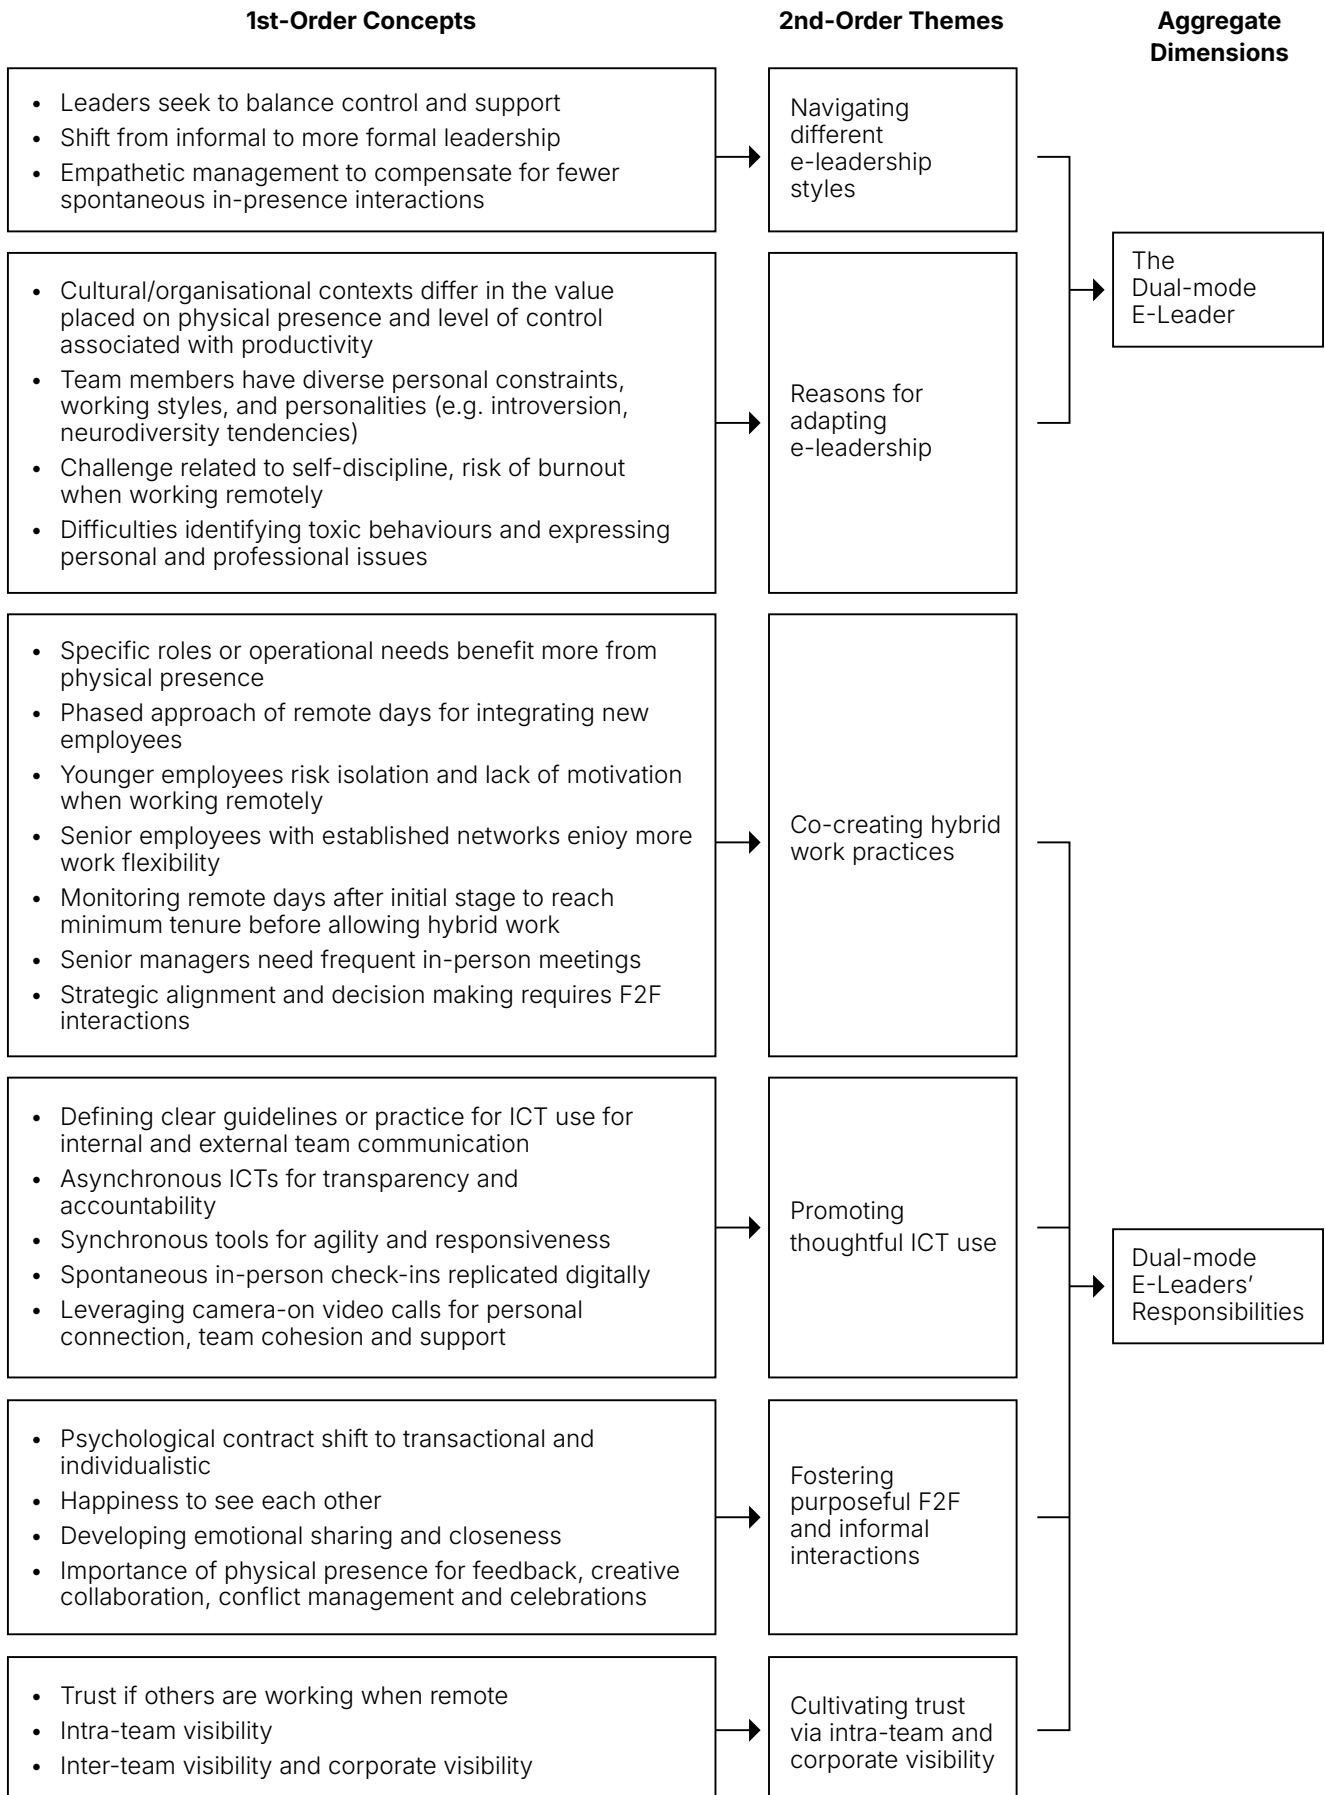 1st-Order Concepts
2nd-Order Themes
Aggregate
Dimensions
• Leaders seek to balance control and support
• Shift from informal to more formal leadership
• Empathetic management to compensate for fewer
spontaneous in-presence interactions
Navigating
different
e-leadership
styles
The
Dual-mode
E-Leader
• Cultural/organisational contexts differ in the value
placed on physical presence and level of control
associated with productivity
• Team members have diverse personal constraints,
working styles, and personalities (e.g. introversion,
neurodiversity tendencies)
• Challenge related to self-discipline, risk of burnout
when working remotely
• Difficulties identifying toxic behaviours and expressing
personal and professional issues
Reasons for
adapting
e-leadership
• Specific roles or operational needs benefit more from
physical presence
• Phased approach of remote days for integrating new
employees
• Younger employees risk isolation and lack of motivation
when working remotely
• Senior employees with established networks enjoy more
work flexibility
• Monitoring remote days after initial stage to reach
minimum tenure before allowing hybrid work
• Senior managers need frequent in-person meetings
• Strategic alignment and decision making requires F2F
interactions
Co-creating hybrid
work practices
• Defining clear guidelines or practice for ICT use for
internal and external team communication
• Asynchronous ICTs for transparency and
accountability
• Synchronous tools for agility and responsiveness
• Spontaneous in-person check-ins replicated digitally
• Leveraging camera-on video calls for personal
connection, team cohesion and support
Promoting
thoughtful ICT use
Dual-mode
E-Leaders’
Responsibilities
• Psychological contract shift to transactional and
individualistic
• Happiness to see each other
• Developing emotional sharing and closeness
• Importance of physical presence for feedback, creative
collaboration, conflict management and celebrations
Fostering
purposeful F2F
and informal
interactions
• Trust if others are working when remote
• Intra-team visibility
• Inter-team visibility and corporate visibility
Cultivating trust
via intra-team and
corporate visibility